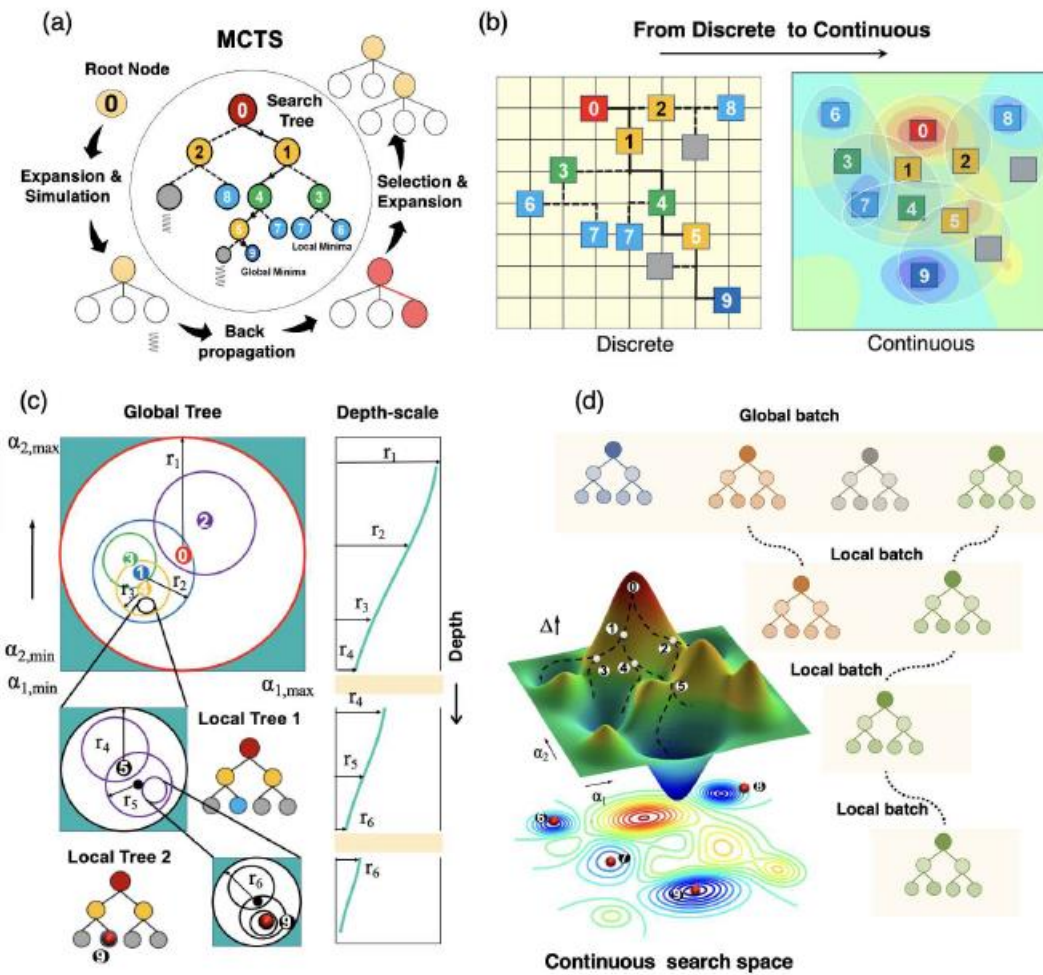 (a)
MCTS
Root Node
0
Search
Tree
0
2
1
8
4
3
7
7
6
9
Local Minima
Global Minima
Expansion &
Simulation
Selection &
Expansion
Back
propagation
(b)
From Discrete to Continuous
0
2
8
1
3
4
6
7
7
5
9
Discrete
6
8
0
3
1
2
7
4
5
9
Continuous
(c)
Global Tree
Depth-scale
α2,max
α2,min
α1,min
α1,max
r1
2
0
3
1
r2
r3
r1
r2
r3
r4
Depth
Local Tree 1
r4
5
r5
r4
r5
r6
Local Tree 2
9
r6
9
r6
(d)
Global batch
Local batch
Local batch
Local batch
Δ
0
1
2
3
4
5
α2
α1
6
7
8
9
Continuous search space